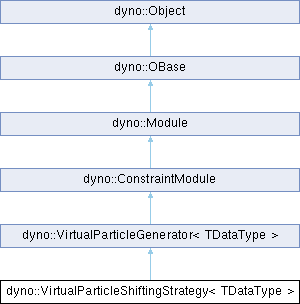 dyno::Object
dyno::OBase
dyno::Module
dyno::ConstraintModule
dyno::VirtualParticleGenerator< TDataType >
dyno::VirtualParticleShiftingStrategy< TDataType >